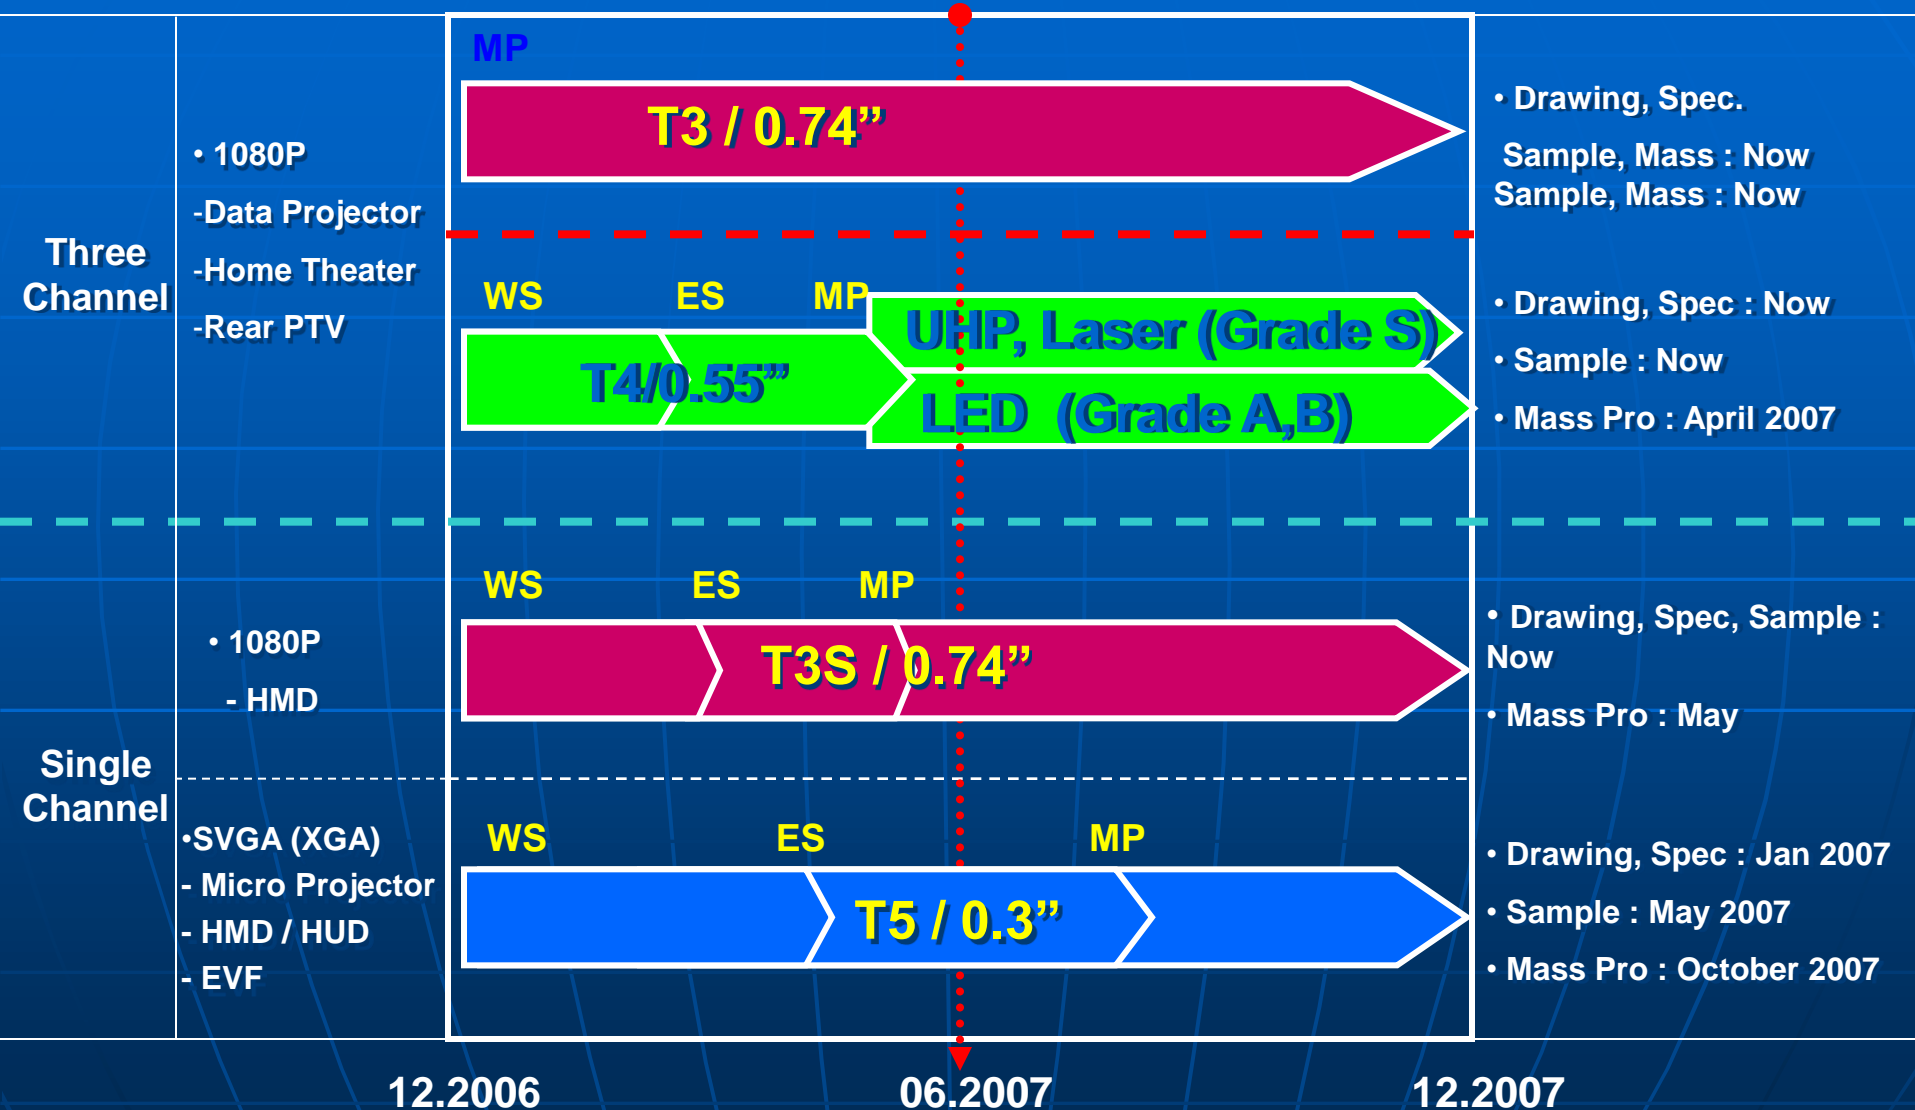 Three
Channel
• 1080P
-Data Projector
-Home Theater
-Rear PTV
MP
T3 / 0.74”
• Drawing, Spec.
Sample, Mass : Now
Sample, Mass : Now
WS ES MP
T4/0.55”’
UHP, Laser (Grade S)
LED (Grade A,B)
• Drawing, Spec : Now
• Sample : Now
• Mass Pro : April 2007
Single
Channel
• 1080P
- HMD
WS ES MP
T3S / 0.74”
• Drawing, Spec, Sample :
Now
• Mass Pro : May
•SVGA (XGA)
- Micro Projector
- HMD / HUD
- EVF
WS ES MP
T5 / 0.3”
• Drawing, Spec : Jan 2007
• Sample : May 2007
• Mass Pro : October 2007
12.2006 06.2007 12.2007